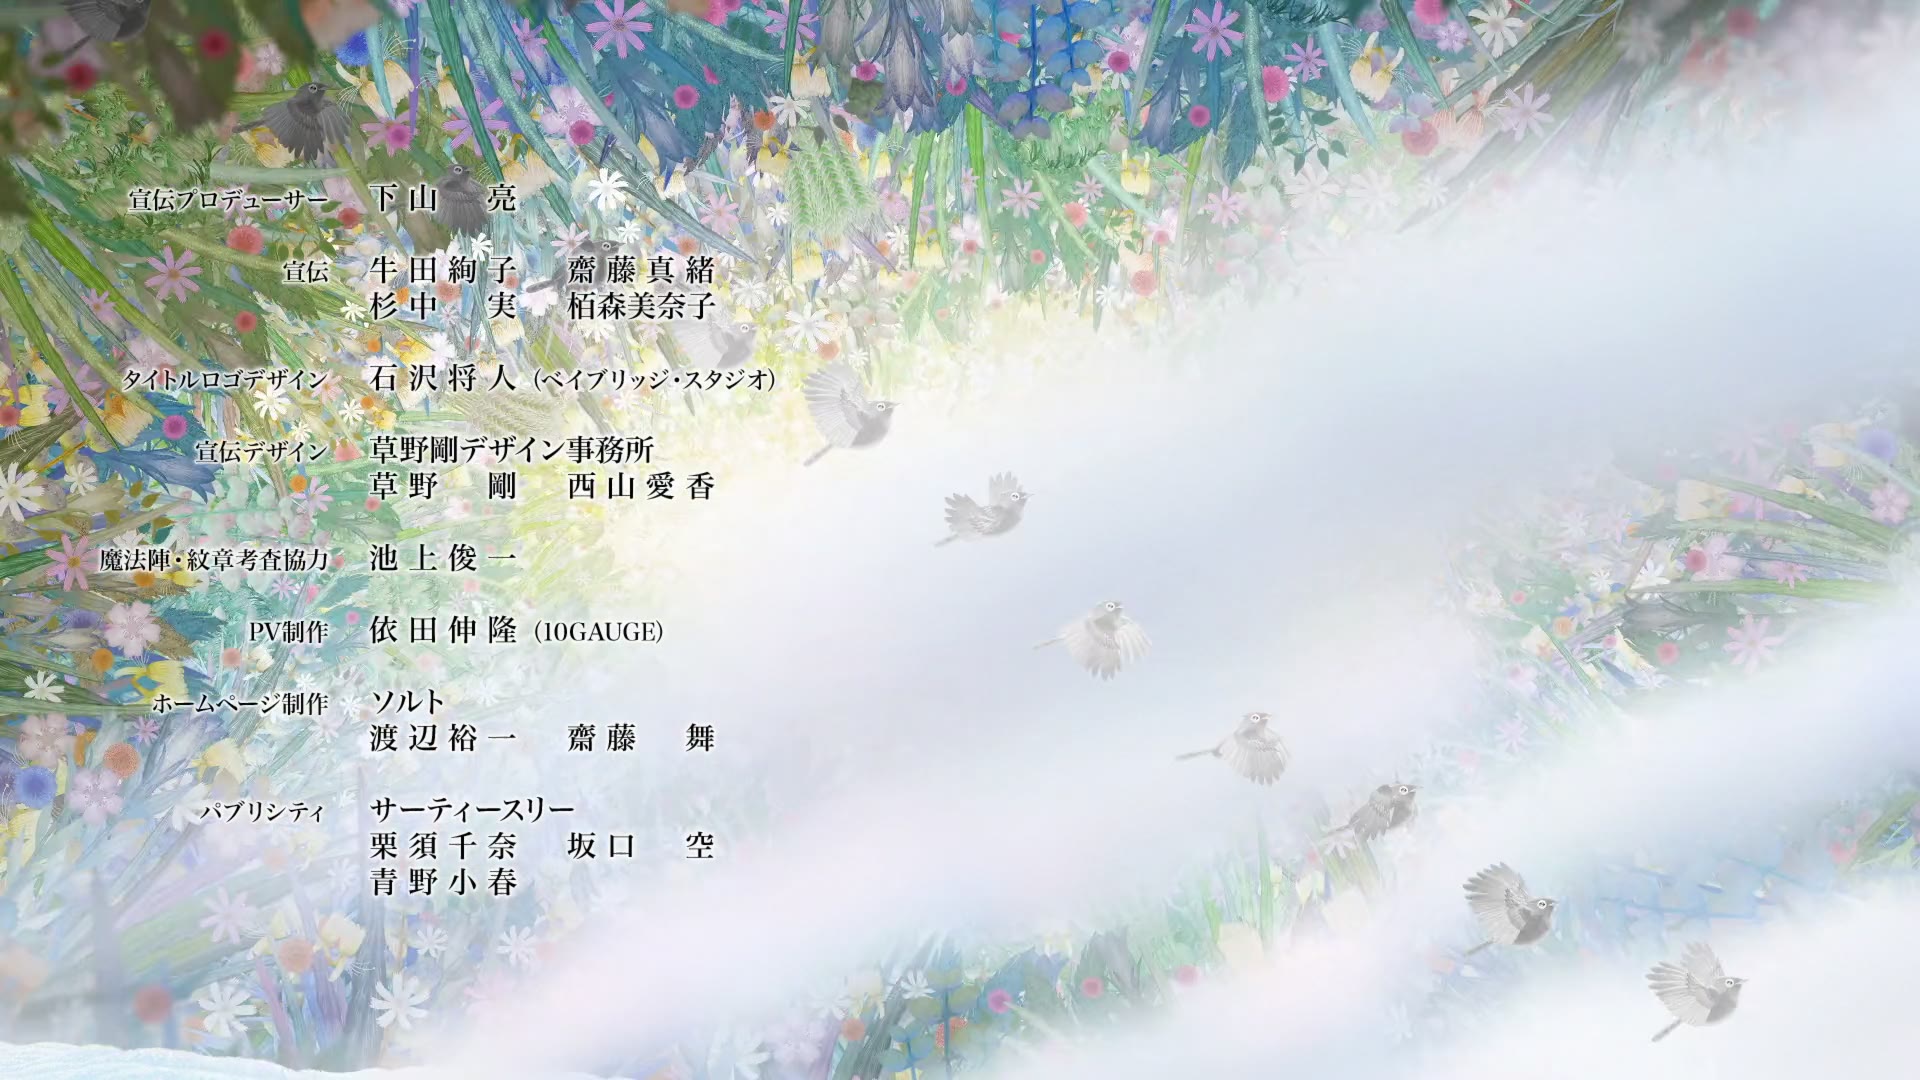 宣伝プロデューサー 下山 亮
宣伝 牛田絢子 齋藤真緒
杉中 実 栢森美奈子
タイトルロゴデザイン 石沢将人（ベイブリッジ・スタジオ）
宣伝デザイン 草野剛デザイン事務所
草野 剛 西山愛香
魔法陣・紋章考査協力 池上俊一
PV制作 依田伸隆（10GAUGE）
ホームページ制作 ソルト
渡辺裕一 齋藤 舞
パブリシティ サーティースリー
栗須千奈 坂口 空
青野小春